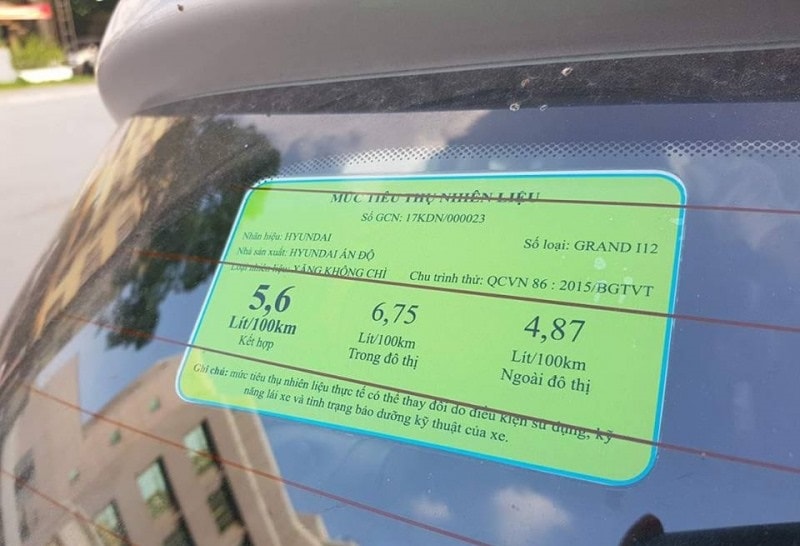 MỨC TIÊU THỤ NHIÊN LIỆU
Số GCN: 17KDN/000023
Nhãn hiệu: HYUNDAI
Số loại: GRAND I12
Nhà sản xuất: HYUNDAI ẤN ĐỘ
Loại nhiên liệu: XĂNG KHÔNG CHÌ
Chu trình thử: QCVN 86 : 2015/BGTVT
5,6
Lít/100km
Kết hợp
6,75
Lít/100km
Trong đô thị
4,87
Lít/100km
Ngoài đô thị
Ghi chú: mức tiêu thụ nhiên liệu thực tế có thể thay đổi do điều kiện sử dụng, kỹ
năng lái xe và tình trạng bảo dưỡng kỹ thuật của xe.